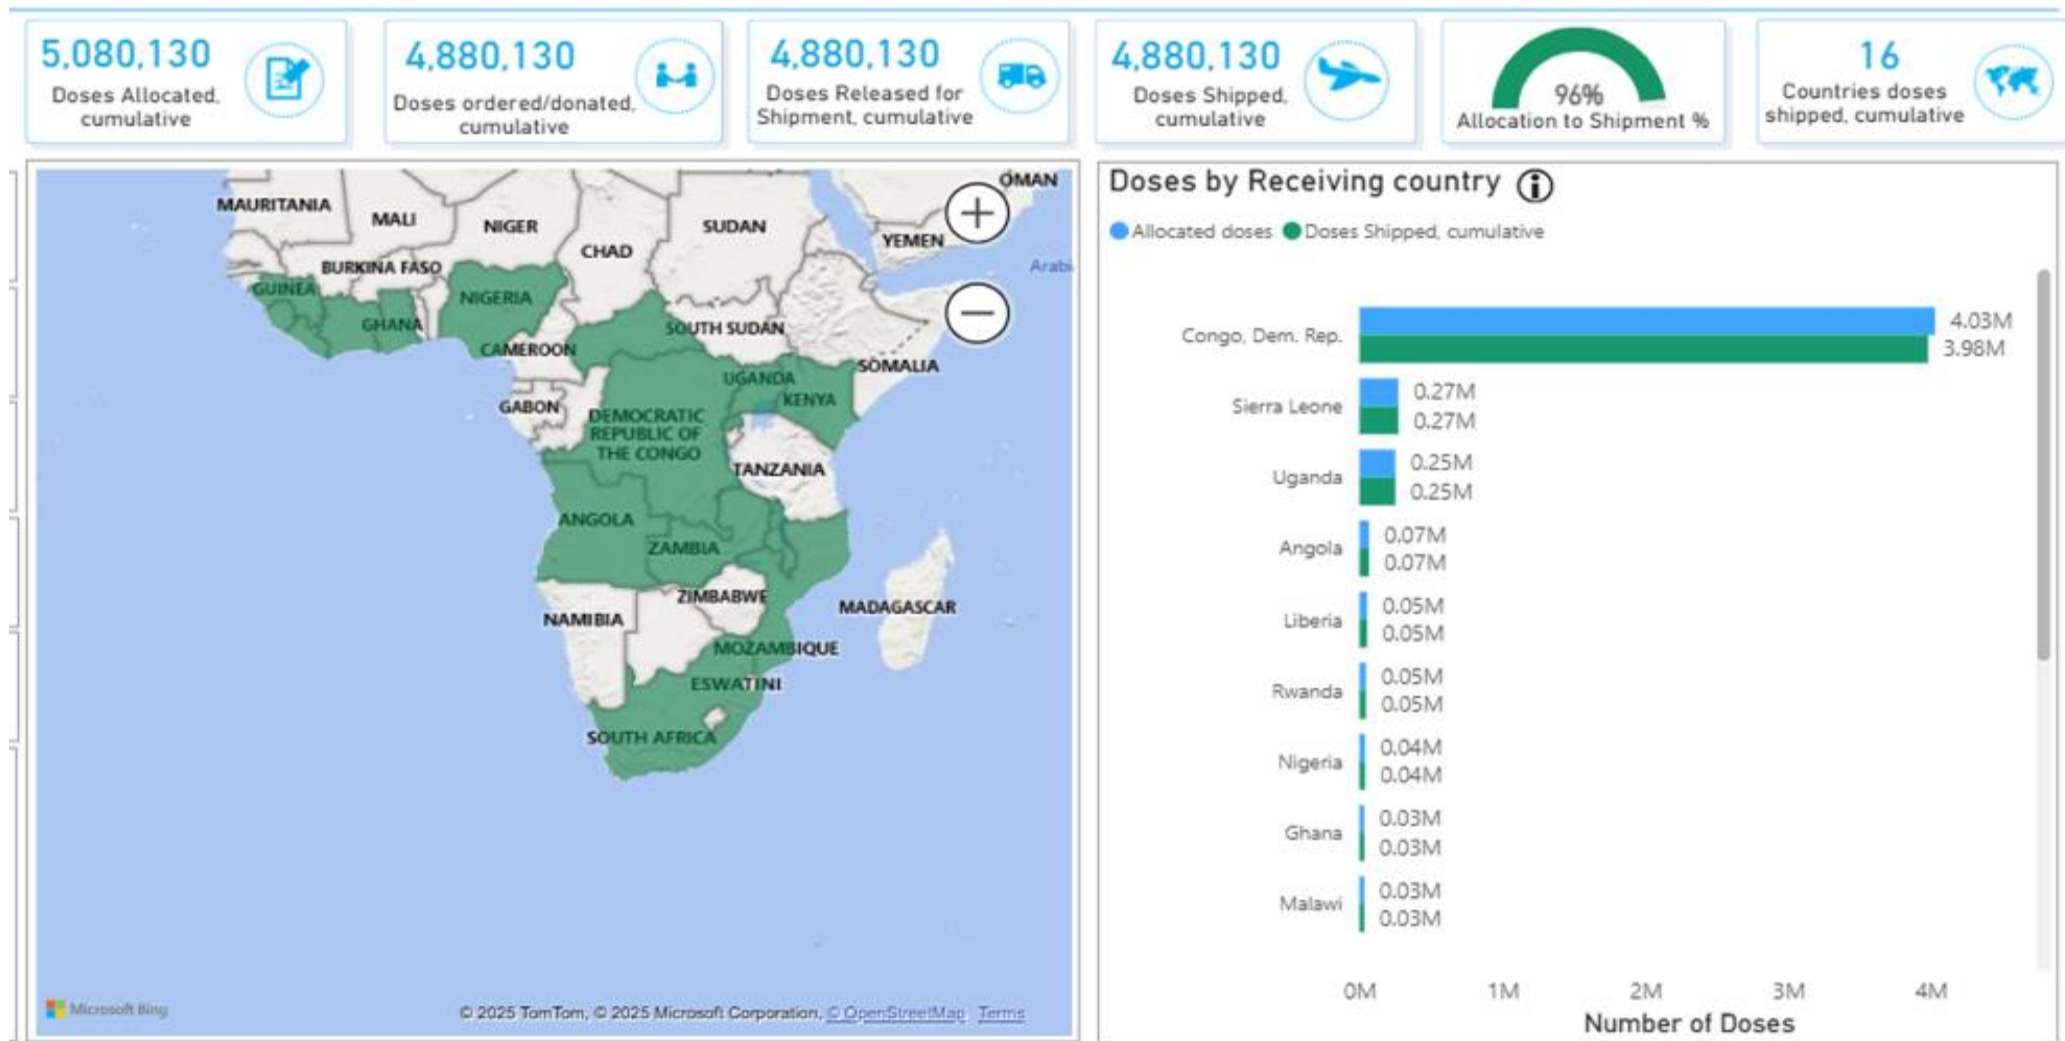 5,080,130
Doses Allocated,
cumulative
4,880,130
Doses ordered/donated,
cumulative
4,880,130
Doses Released for
Shipment, cumulative
4,880,130
Doses Shipped,
cumulative
96%
Allocation to Shipment %
16
Countries doses
shipped, cumulative
OMAN
MAURITANIA
MALI
NIGER
SUDAN
YEMEN
CHAD
BURKINA FASO
Arabi
GUINEA
NIGERIA
GHANA
SOUTH SUDAN
CAMEROON
SOMALIA
UGANDA
KENYA
GABON
DEMOCRATIC
REPUBLIC OF
THE CONGO
TANZANIA
ANGOLA
ZAMBIA
ZIMBABWE
MADAGASCAR
NAMIBIA
MOZAMBIQUE
ESWATINI
SOUTH AFRICA
Microsoft Bing
© 2025 TomTom, © 2025 Microsoft Corporation, © OpenStreetMap Terms
Doses by Receiving country
Allocated doses Doses Shipped, cumulative
Congo, Dem. Rep.
4.03M
3.98M
Sierra Leone
0.27M
0.27M
Uganda
0.25M
0.25M
Angola
0.07M
0.07M
Liberia
0.05M
0.05M
Rwanda
0.05M
0.05M
Nigeria
0.04M
0.04M
Ghana
0.03M
0.03M
Malawi
0.03M
0.03M
0M 1M 2M 3M 4M
Number of Doses